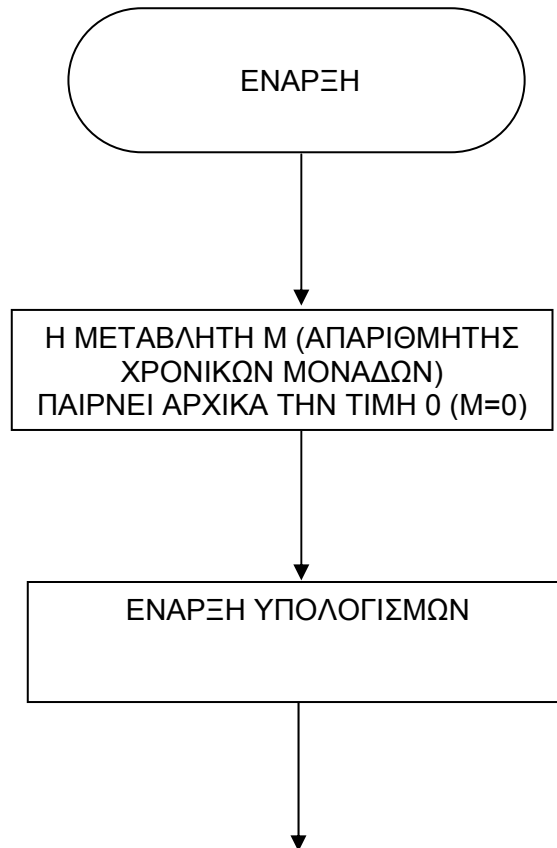 ΕΝΑΡΞΗ
Η ΜΕΤΑΒΛΗΤΗ Μ (ΑΠΑΡΙΘΜΗΤΗΣ
ΧΡΟΝΙΚΩΝ ΜΟΝΑΔΩΝ)
ΠΑΙΡΝΕΙ ΑΡΧΙΚΑ ΤΗΝ ΤΙΜΗ 0 (Μ=0)
ΕΝΑΡΞΗ ΥΠΟΛΟΓΙΣΜΩΝ